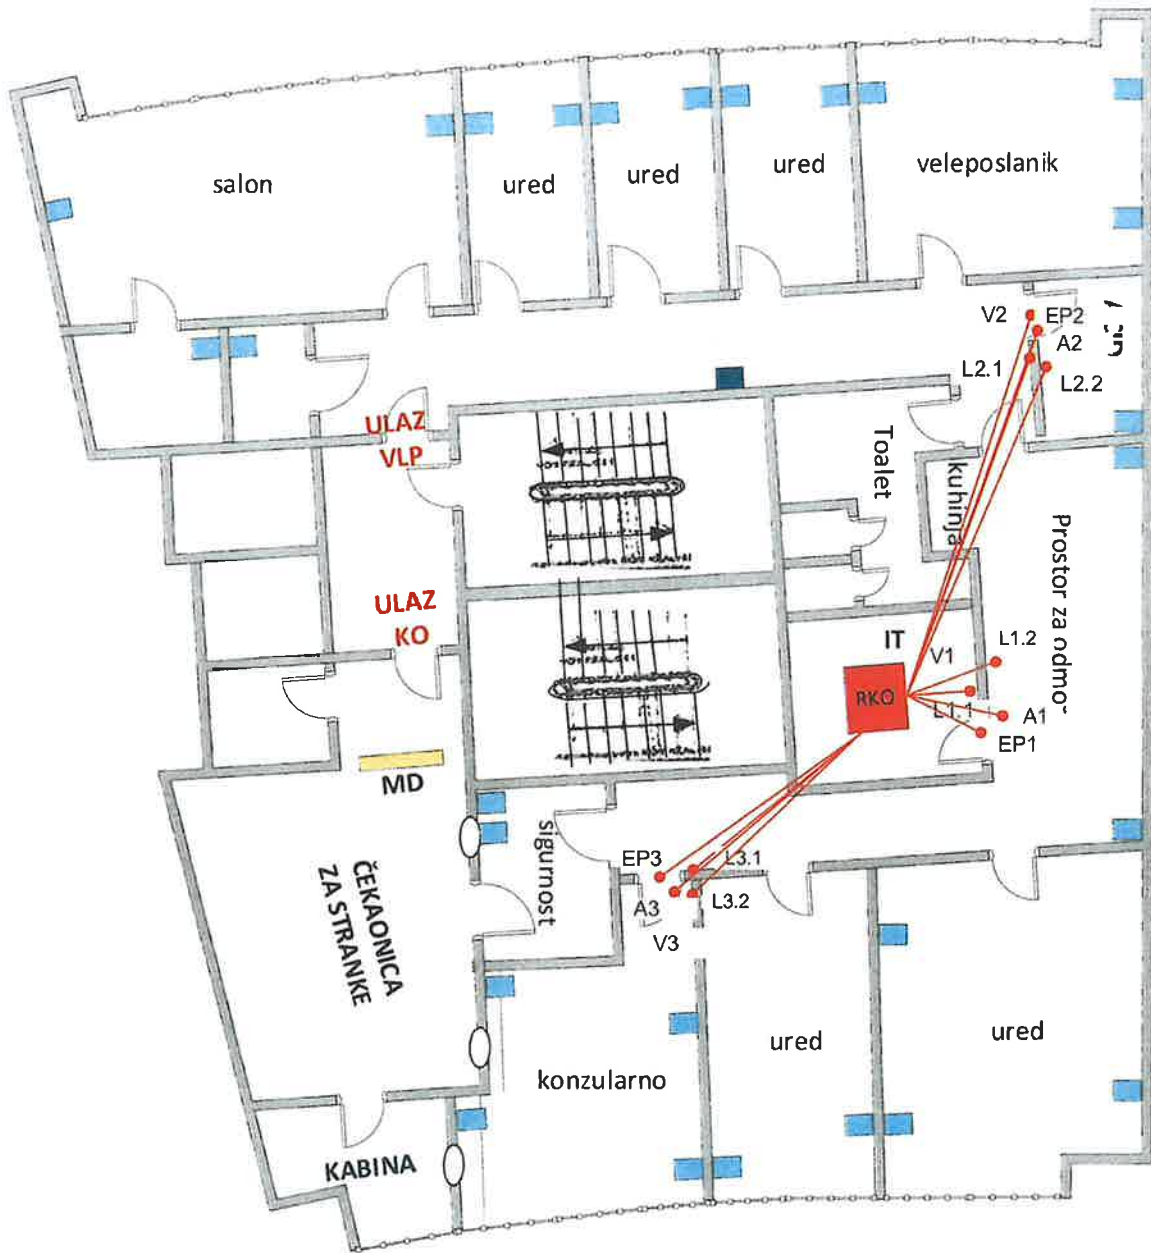 salon
ured
ured
ured
veleposlanik
V2
EP2
A2
L2.1
L2.2
ULAZ
VLP
Toalet
kuhinja
ULAZ
KO
IT
V1
L1.2
RKO
L1.1
A1
EP1
MD
sigurnost
EP3
L3.1
A3
L3.2
V3
ČEKAONICA
ZA STRANKE
Prostor za odmo
konzularno
ured
ured
KABINA